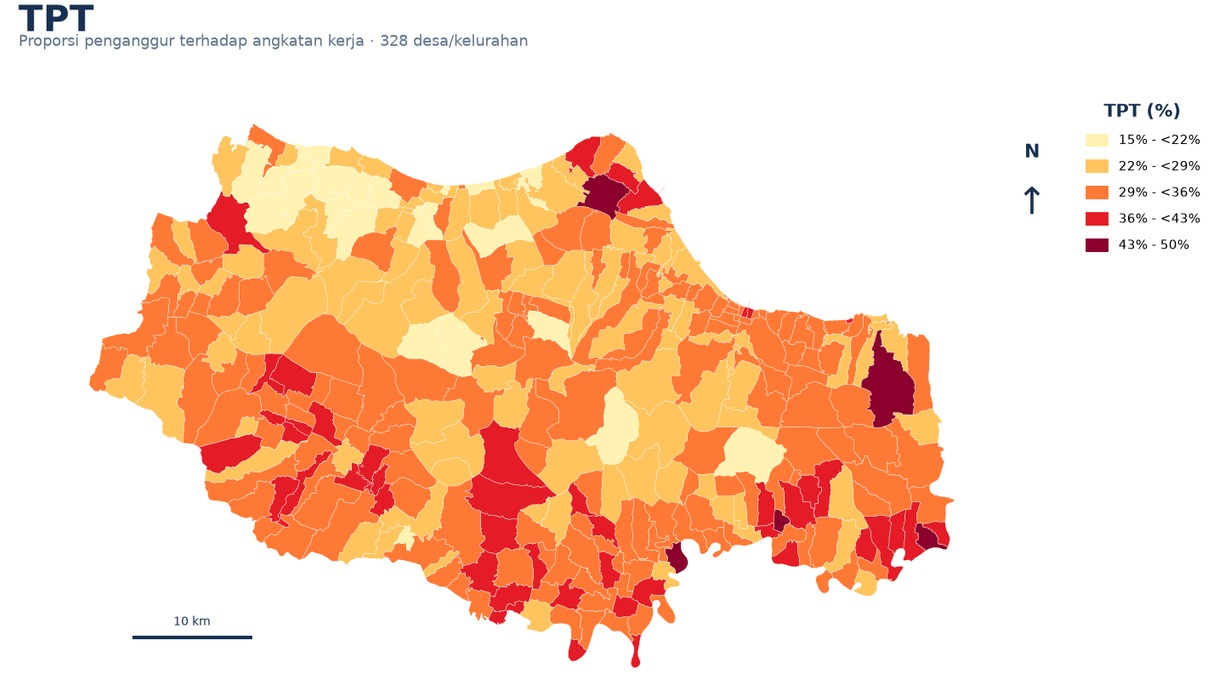 TPT
Proporsi penganggur terhadap angkatan kerja · 328 desa/kelurahan
TPT (%)
15% - <22%
22% - <29%
29% - <36%
36% - <43%
43% - 50%
N
10 km